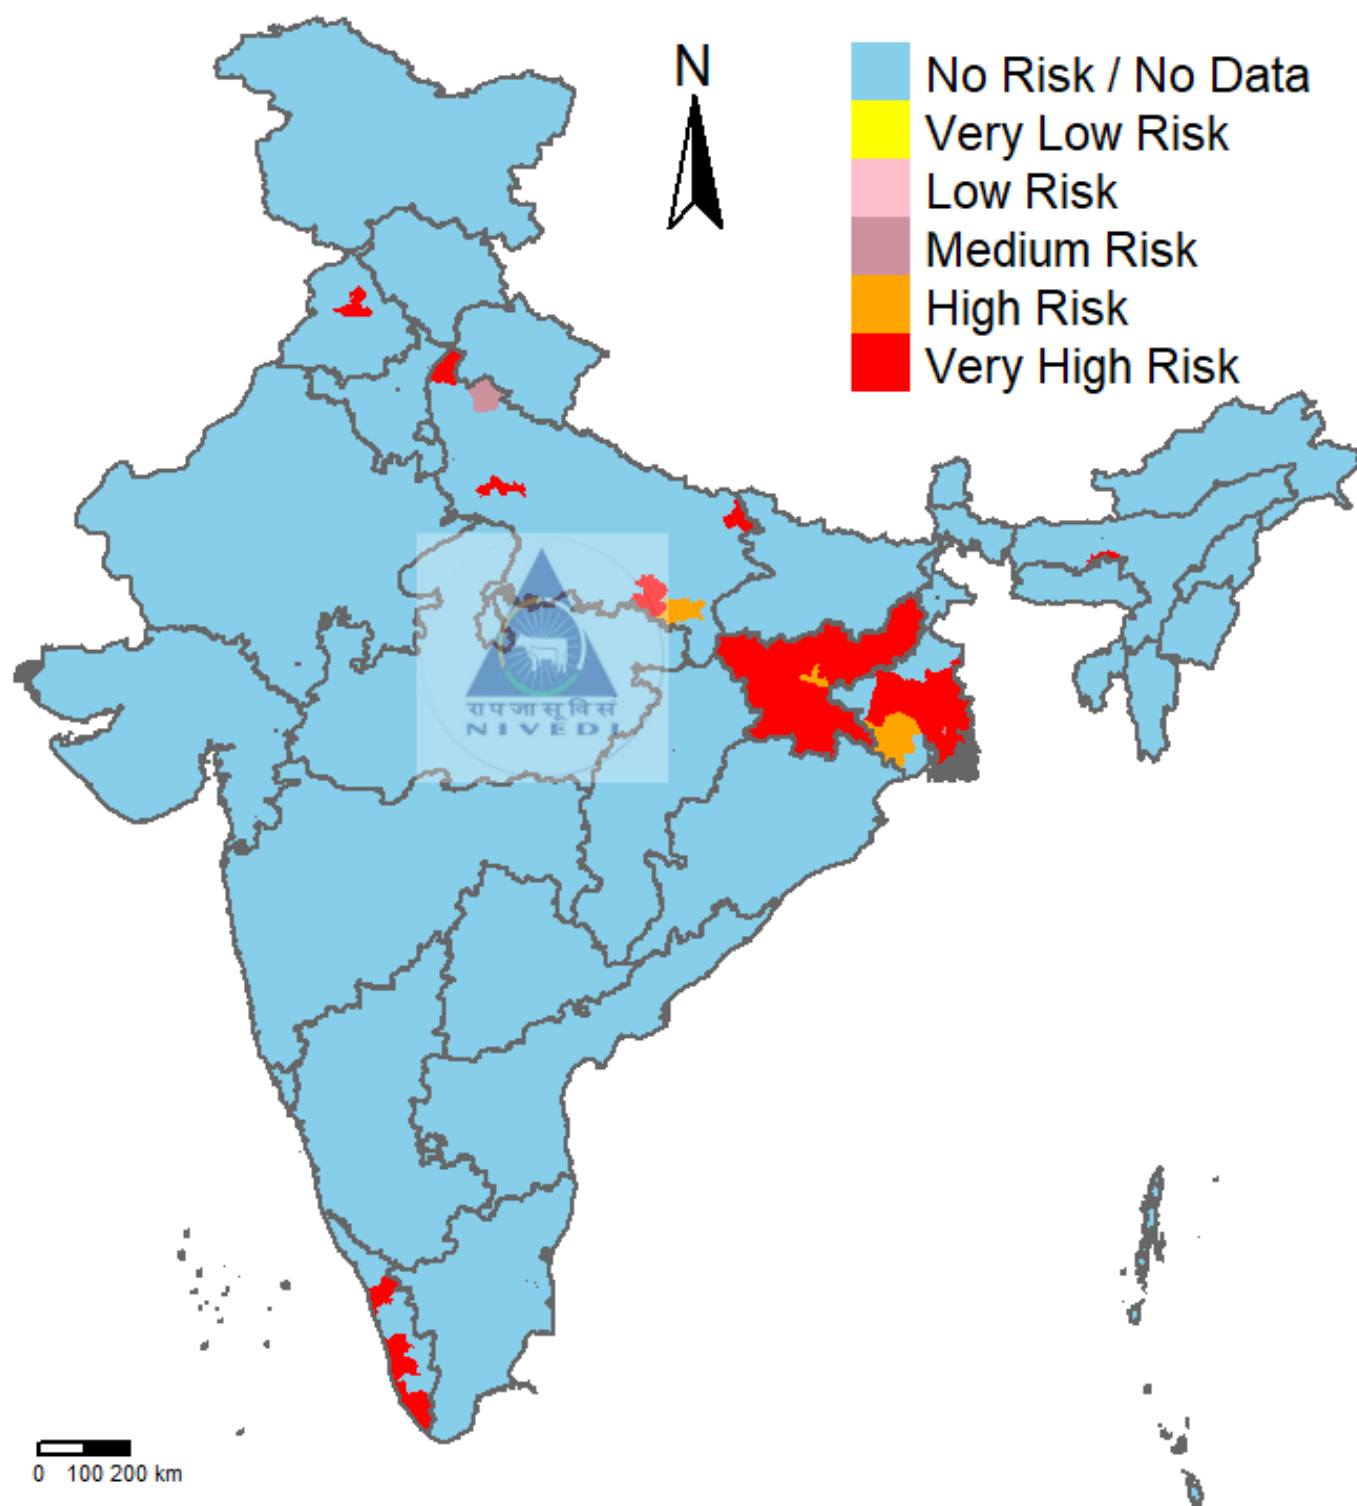 N
No Risk / No Data
Very Low Risk
Low Risk
Medium Risk
High Risk
Very High Risk
रापजासूविसं
NIVEDI
0 100 200 km